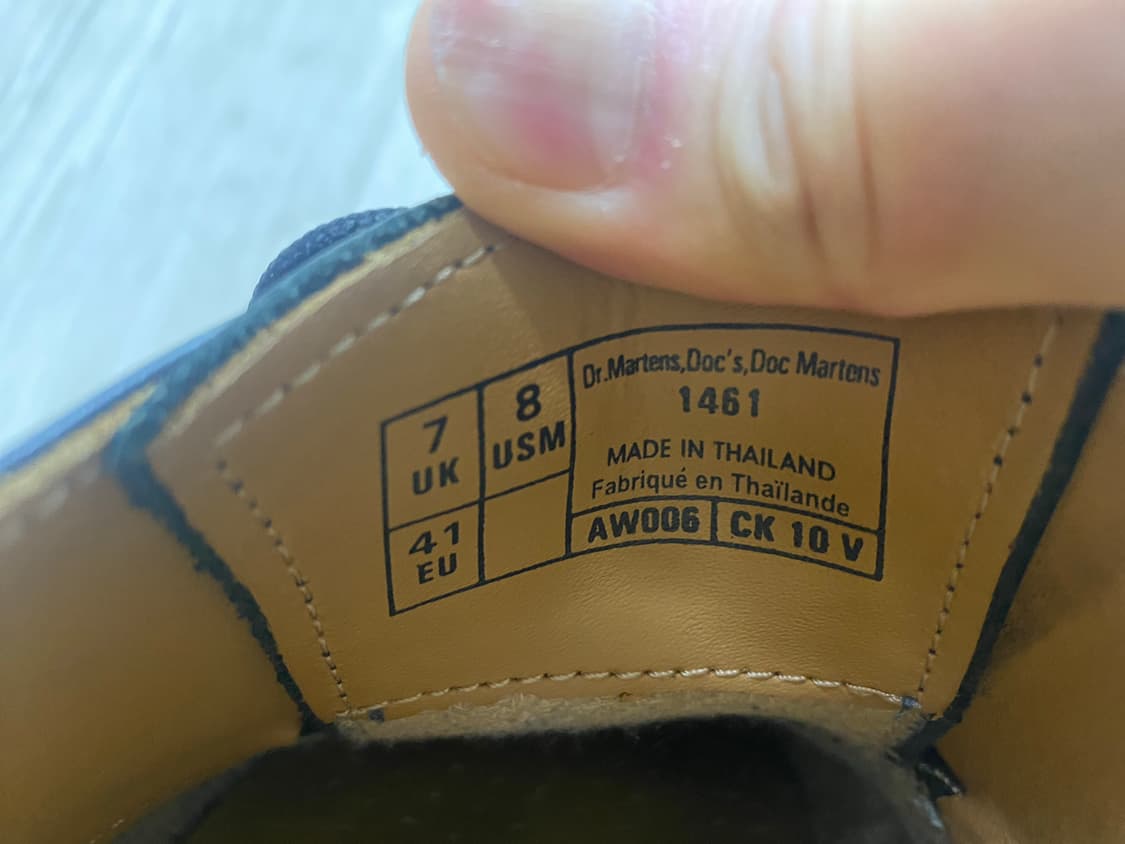 7
UK
8
USM
41
EU
Dr.Martens,Doc's,Doc Martens
1461
MADE IN THAILAND
Fabriqué en Thaïlande
AW006
CK 10 V